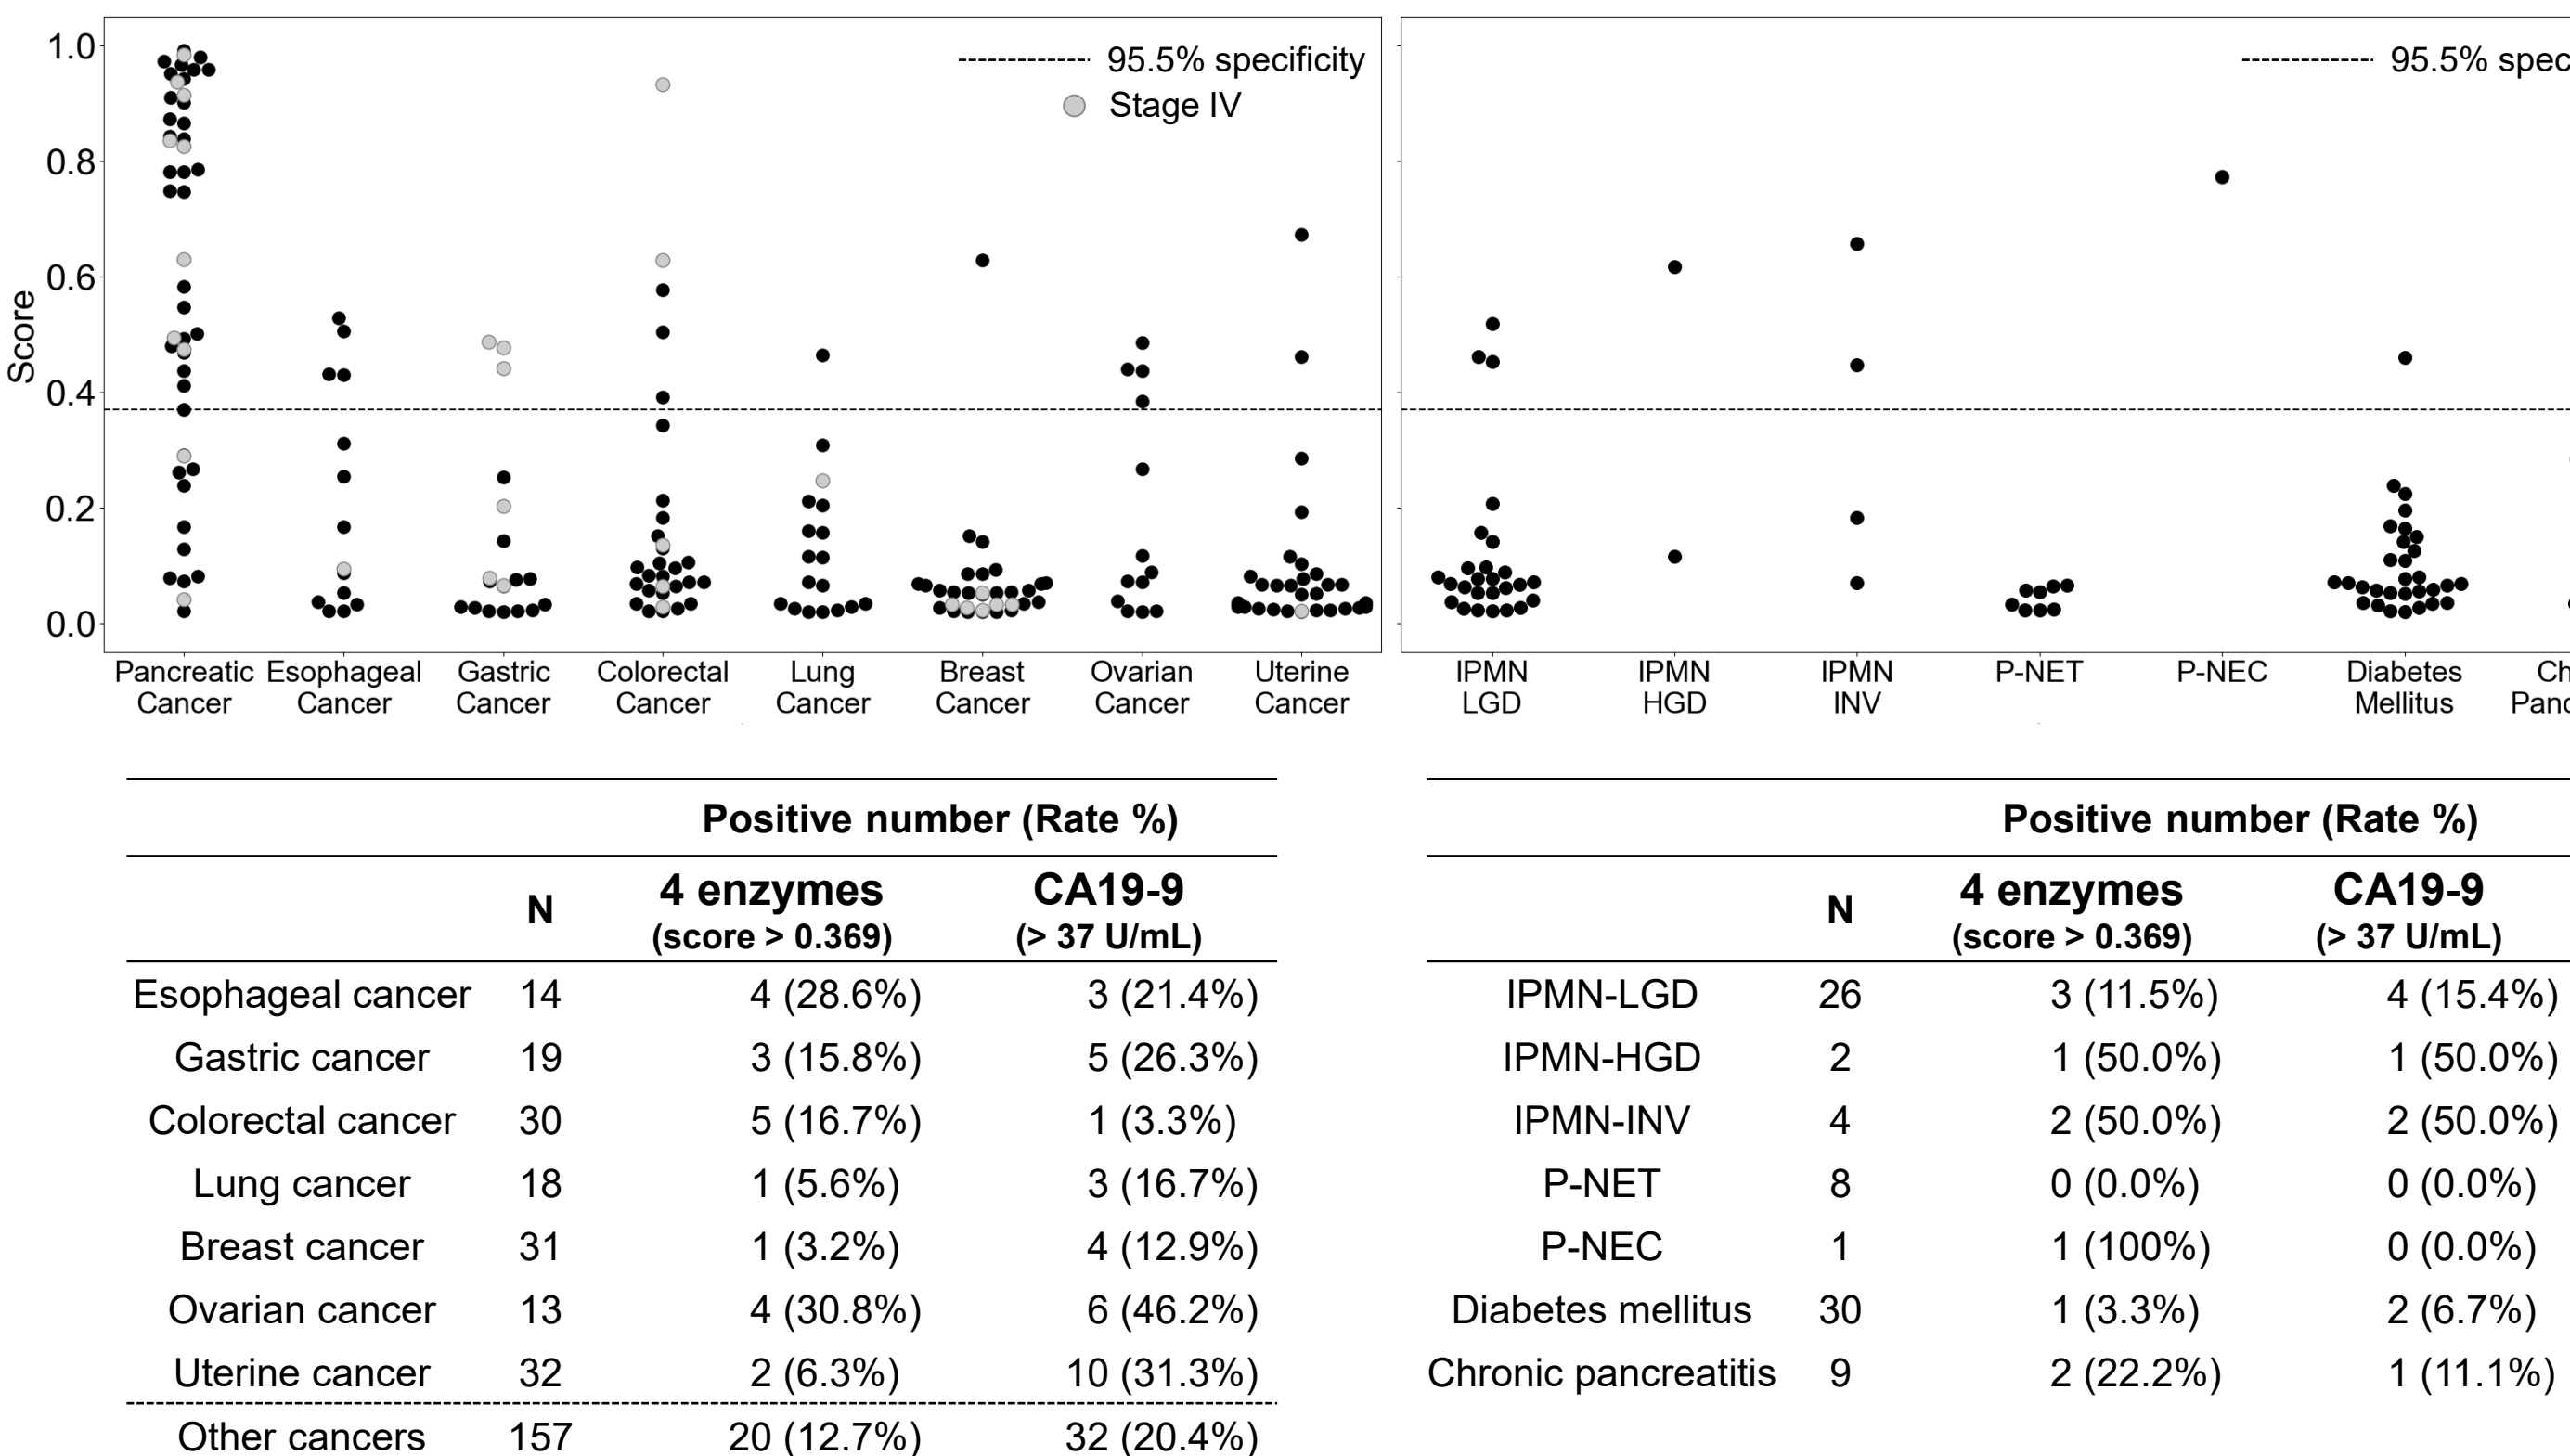 1.0
0.8
0.6
0.4
0.2
0.0
Score
95.5% specificity
Stage IV
Pancreatic Cancer
Esophageal Cancer
Gastric Cancer
Colorectal Cancer
Lung Cancer
Breast Cancer
Ovarian Cancer
Uterine Cancer
95.5% spec
IPMN LGD
IPMN HGD
IPMN INV
P-NET
P-NEC
Diabetes Mellitus
Ch
Panc
Positive number (Rate %)
N 4 enzymes CA19-9
(score > 0.369) (> 37 U/mL)
Esophageal cancer 14 4 (28.6%) 3 (21.4%)
Gastric cancer 19 3 (15.8%) 5 (26.3%)
Colorectal cancer 30 5 (16.7%) 1 (3.3%)
Lung cancer 18 1 (5.6%) 3 (16.7%)
Breast cancer 31 1 (3.2%) 4 (12.9%)
Ovarian cancer 13 4 (30.8%) 6 (46.2%)
Uterine cancer 32 2 (6.3%) 10 (31.3%)
Other cancers 157 20 (12.7%) 32 (20.4%)
Positive number (Rate %)
N 4 enzymes CA19-9
(score > 0.369) (> 37 U/mL)
IPMN-LGD 26 3 (11.5%) 4 (15.4%)
IPMN-HGD 2 1 (50.0%) 1 (50.0%)
IPMN-INV 4 2 (50.0%) 2 (50.0%)
P-NET 8 0 (0.0%) 0 (0.0%)
P-NEC 1 1 (100%) 0 (0.0%)
Diabetes mellitus 30 1 (3.3%) 2 (6.7%)
Chronic pancreatitis 9 2 (22.2%) 1 (11.1%)